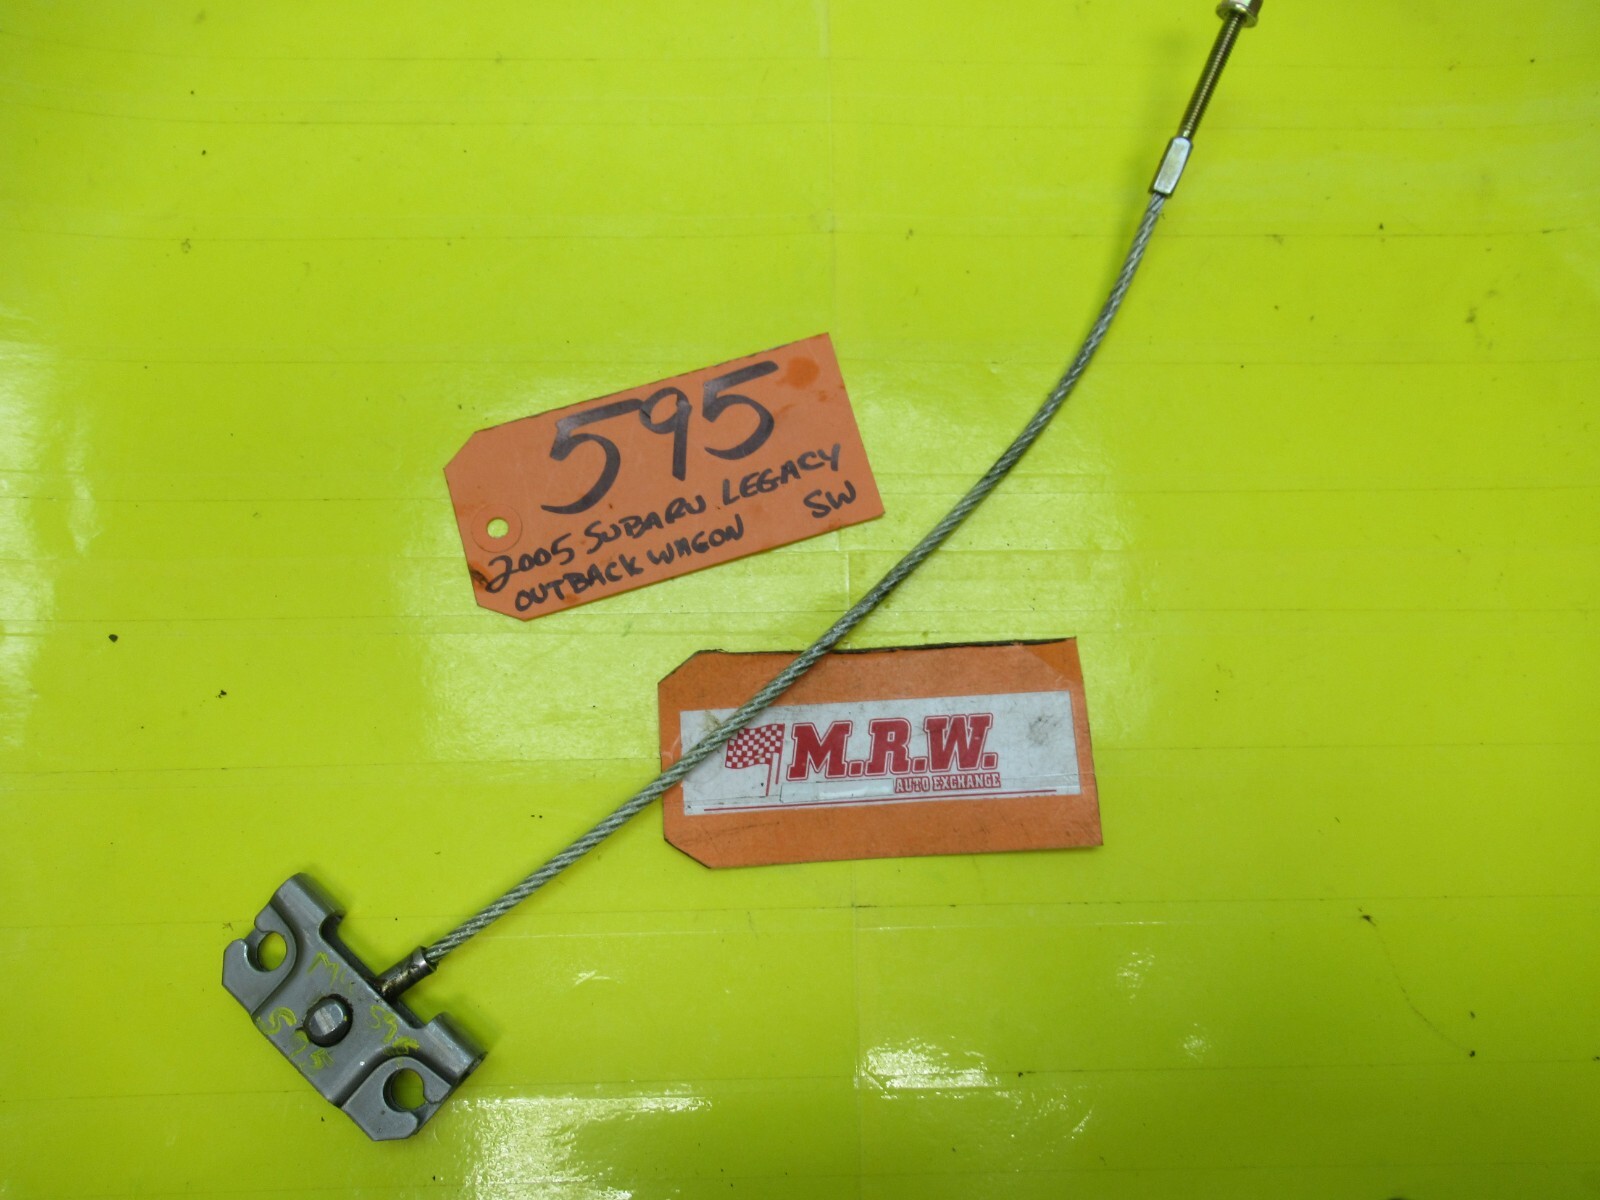 595
2005 SUBARU LEGACY
OUTBACK WAGON SW
M.R.W.
AUTO EXCHANGE
595